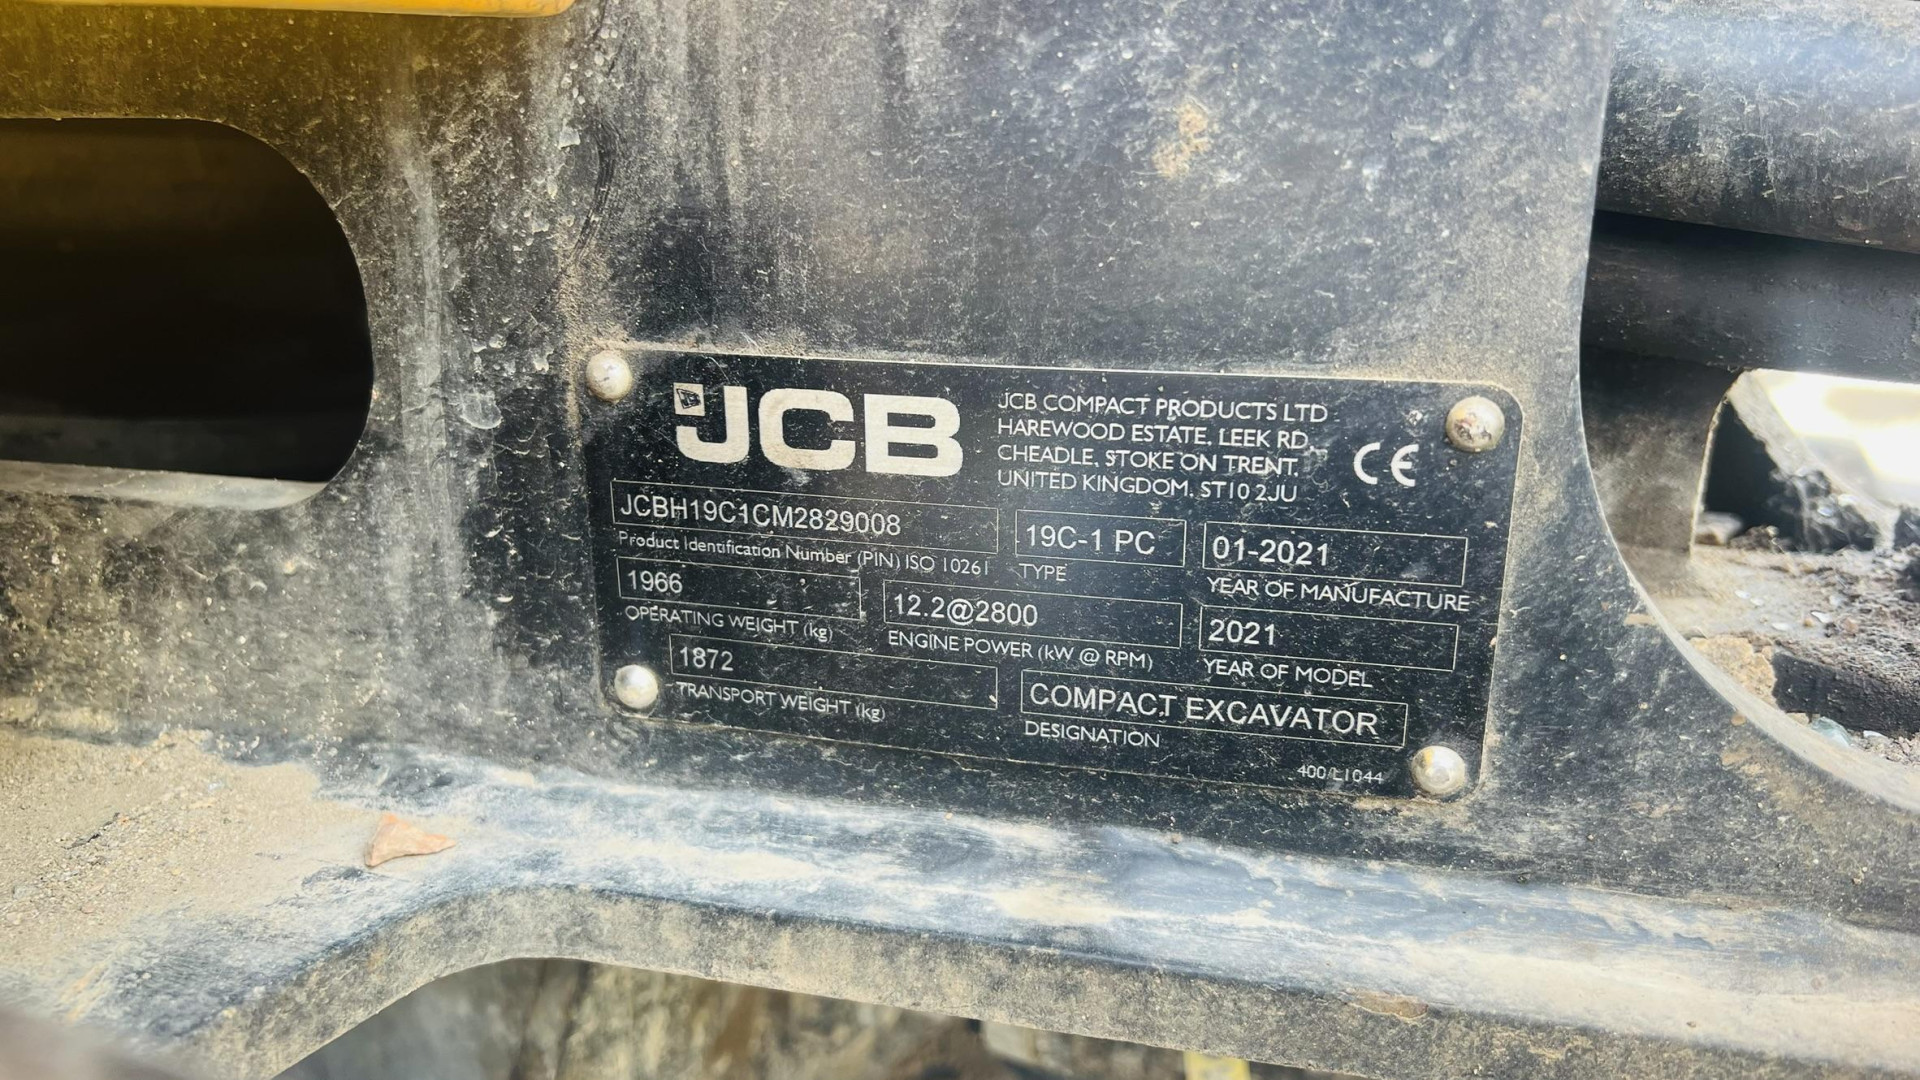 JCB
JCB COMPACT PRODUCTS LTD
HAREWOOD ESTATE, LEEK RD,
CHEADLE, STOKE ON TRENT,
UNITED KINGDOM, ST10 2JU
CE
JCBH19C1CM2829008
Product Identification Number (PIN) ISO 10261
19C-1 PC
TYPE
01-2021
YEAR OF MANUFACTURE
1966
OPERATING WEIGHT (kg)
12.2@2800
ENGINE POWER (kW @ RPM)
2021
YEAR OF MODEL
1872
TRANSPORT WEIGHT (kg)
COMPACT EXCAVATOR
DESIGNATION
400/L1044